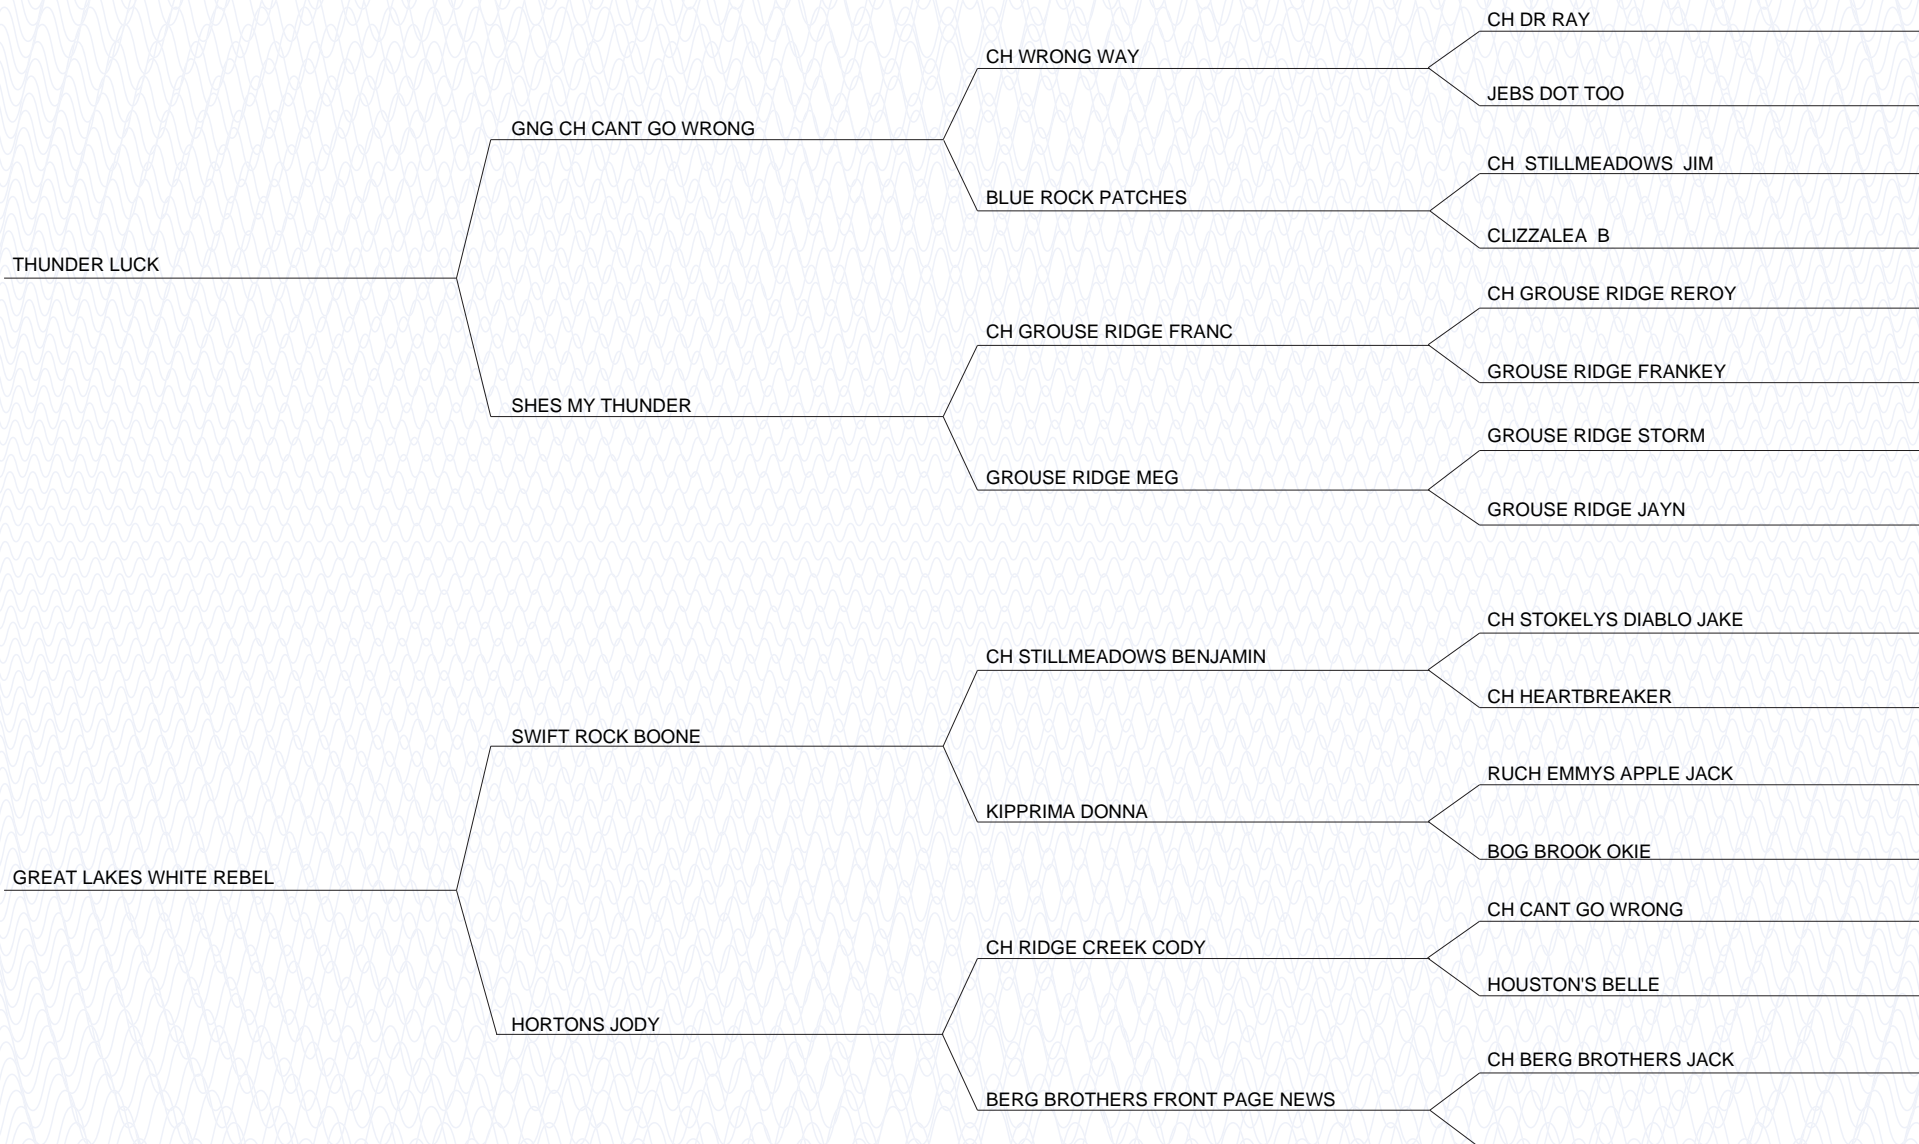 CH DR RAY
CH WRONG WAY
JEBS DOT TOO
GNG CH CANT GO WRONG
CH  STILLMEADOWS  JIM
BLUE ROCK PATCHES
CLIZZALEA  B
THUNDER LUCK
CH GROUSE RIDGE REROY
CH GROUSE RIDGE FRANC
GROUSE RIDGE FRANKEY
SHES MY THUNDER
GROUSE RIDGE STORM
GROUSE RIDGE MEG
GROUSE RIDGE JAYN
CH STOKELYS DIABLO JAKE
CH STILLMEADOWS BENJAMIN
CH HEARTBREAKER
SWIFT ROCK BOONE
RUCH EMMYS APPLE JACK
KIPPRIMA DONNA
BOG BROOK OKIE
GREAT LAKES WHITE REBEL
CH CANT GO WRONG
CH RIDGE CREEK CODY
HOUSTON'S BELLE
HORTONS JODY
CH BERG BROTHERS JACK
BERG BROTHERS FRONT PAGE NEWS